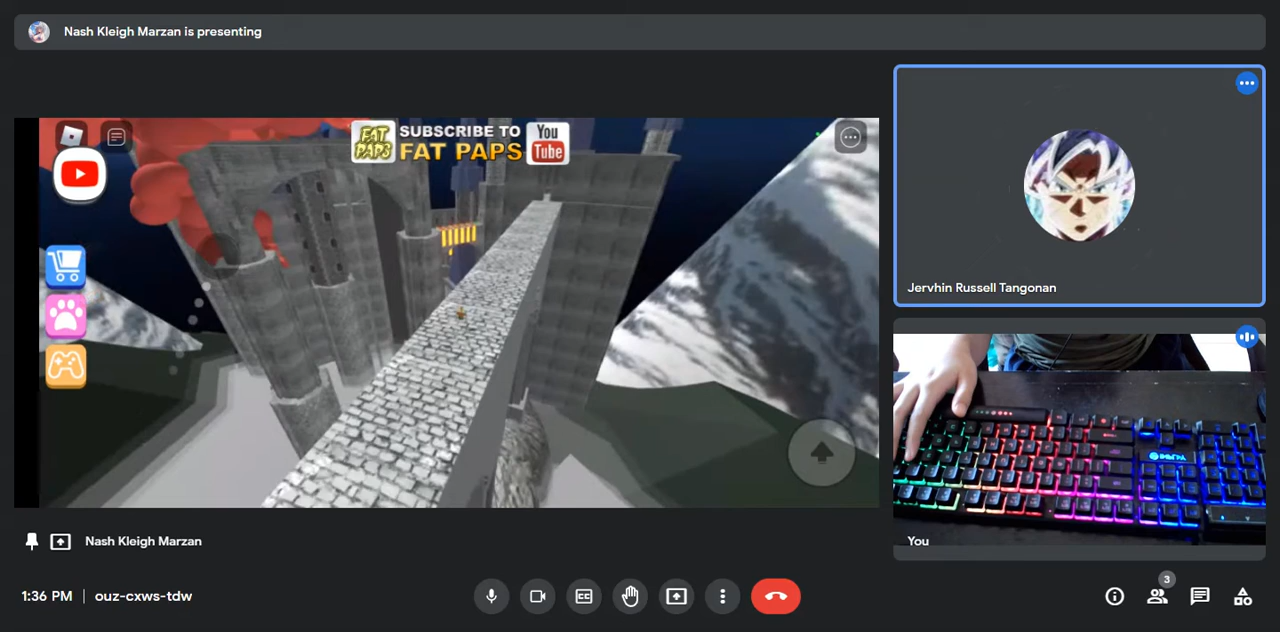 Nash Kleigh Marzan is presenting
FAT PAPS
SUBSCRIBE TO
FAT PAPS
You Tube
Jervhin Russell Tangonan
You
Nash Kleigh Marzan
1:36 PM | ouz-cxws-tdw
CC
3